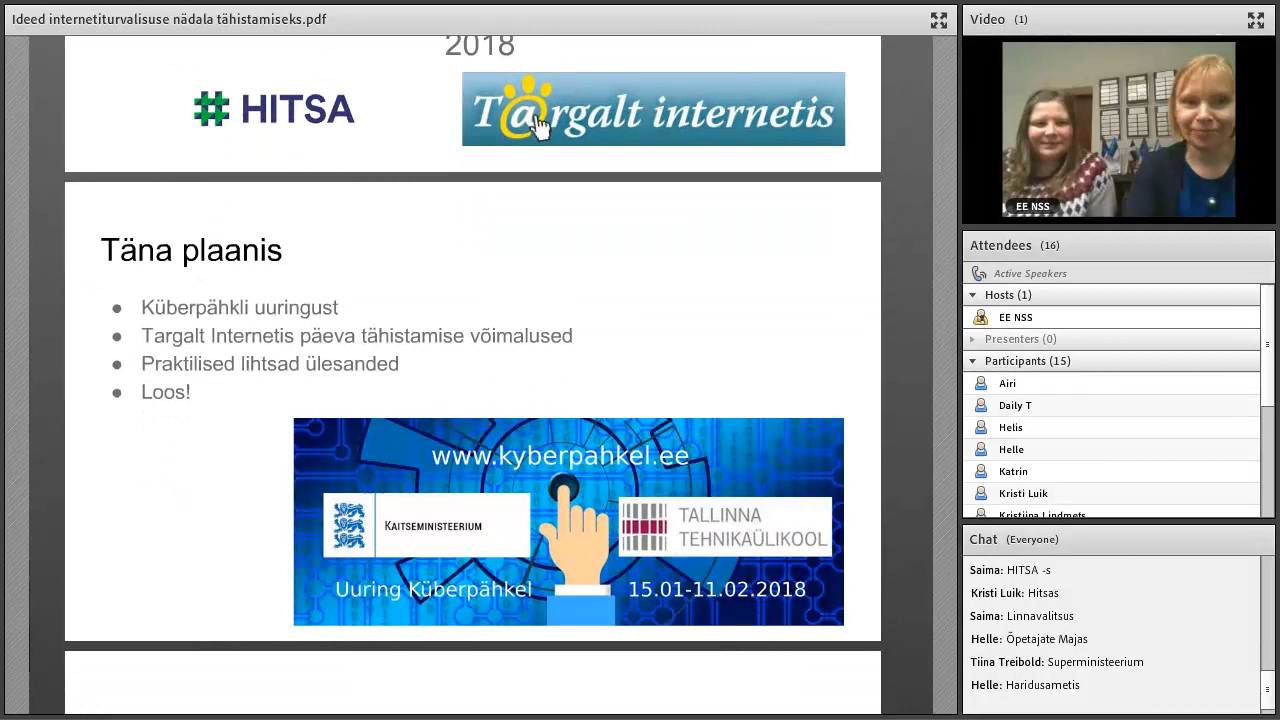 Ideed internetiturvalisuse nädala tähistamiseks.pdf
2018
HITSA
T@rgalt internetis
Täna plaanis
● Küberpähkli uuringust
● Targalt Internetis päeva tähistamise võimalused
● Praktilised lihtsad ülesanded
● Loos!
www.kyberpahkel.ee
KAITSEMINISTEERIUM
TALLINNA
TEHNIKAÜLIKOOL
Uuring Küberpähkel
15.01-11.02.2018
Video (1)
EE NSS
Attendees (16)
Active Speakers
Hosts (1)
EE NSS
Presenters (0)
Participants (15)
Airi
Daily T
Helis
Helle
Katrin
Kristi Luik
Kristiina Lindmets
Chat (Everyone)
Saima: HITSA -s
Kristi Luik: Hitsas
Saima: Linnavalitsus
Helle: Õpetajate Majas
Tiina Treibold: Superministeerium
Helle: Haridusametis